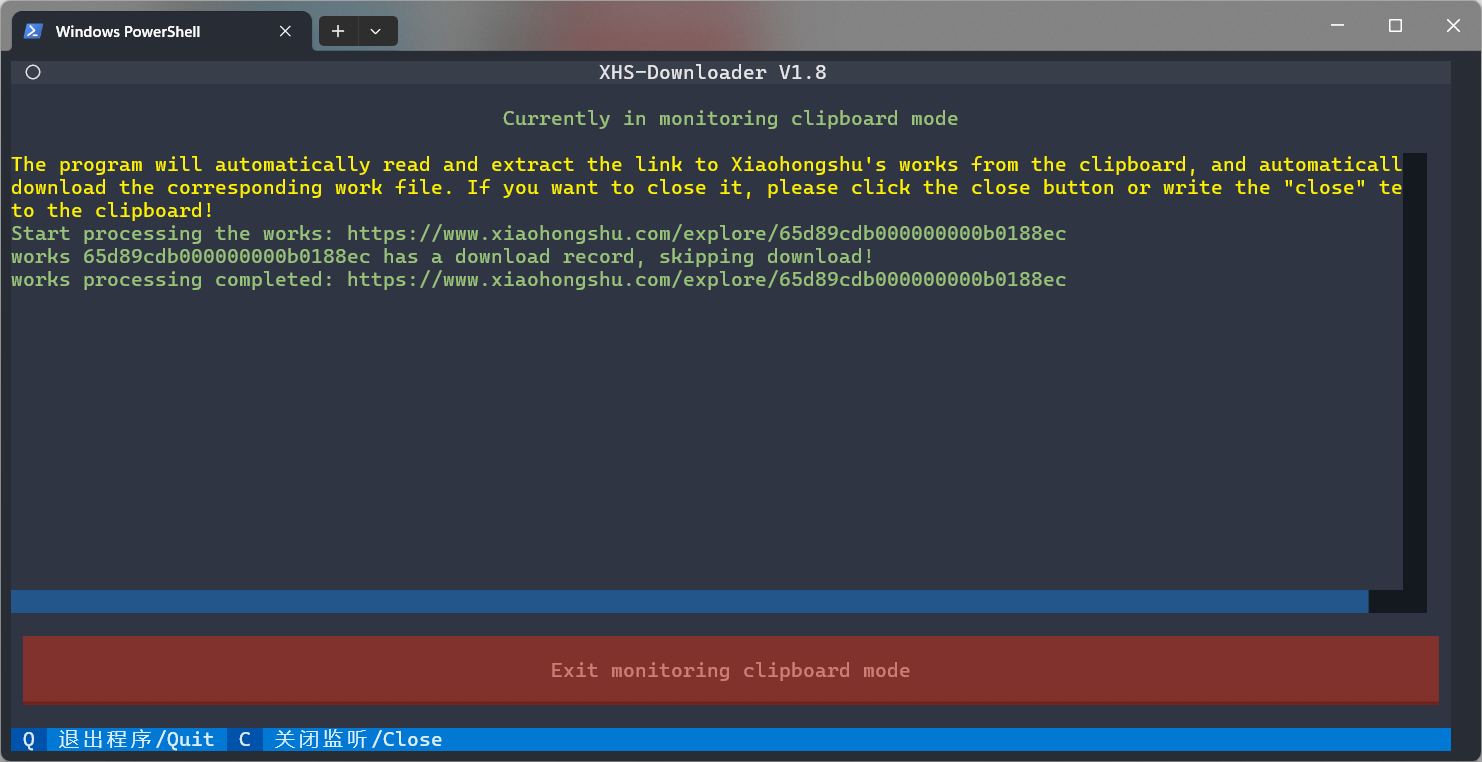 Windows PowerShell
XHS-Downloader V1.8
Currently in monitoring clipboard mode
The program will automatically read and extract the link to Xiaohongshu's works from the clipboard, and automaticall
download the corresponding work file. If you want to close it, please click the close button or write the "close" te
to the clipboard!
Start processing the works: https://www.xiaohongshu.com/explore/65d89cdb000000000b0188ec
works 65d89cdb000000000b0188ec has a download record, skipping download!
works processing completed: https://www.xiaohongshu.com/explore/65d89cdb000000000b0188ec
Exit monitoring clipboard mode
Q 退出程序/Quit C 关闭监听/Close